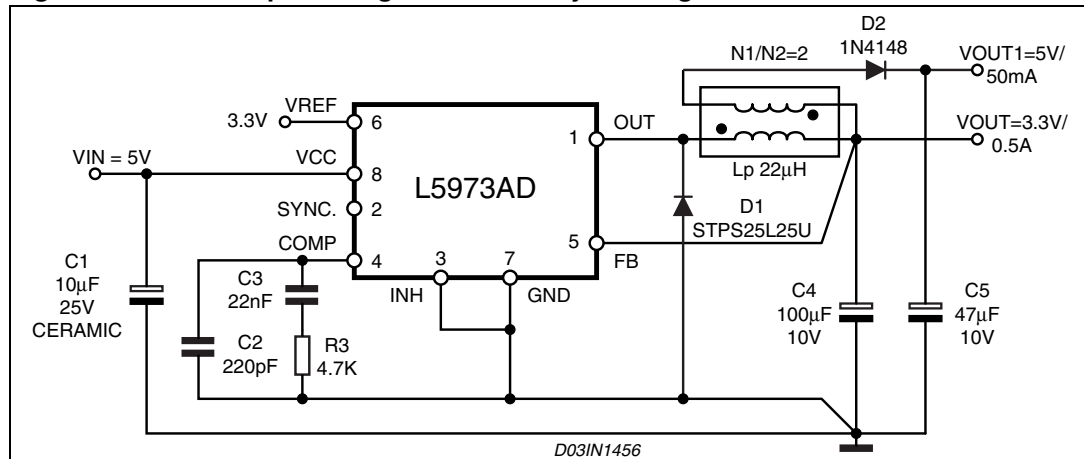 D2
1N4148
N1/N2=2
VOUT1=5V/
50mA
VREF
3.3V
6
1
OUT
VOUT=3.3V/
0.5A
VIN = 5V
VCC
8
L5973AD
Lp 22μH
SYNC.
2
D1
STPS25L25U
COMP
4
3
7
5
FB
INH
GND
C1
10μF
25V
CERAMIC
C3
22nF
C2
220pF
R3
4.7K
C4
100μF
10V
C5
47μF
10V
D03IN1456